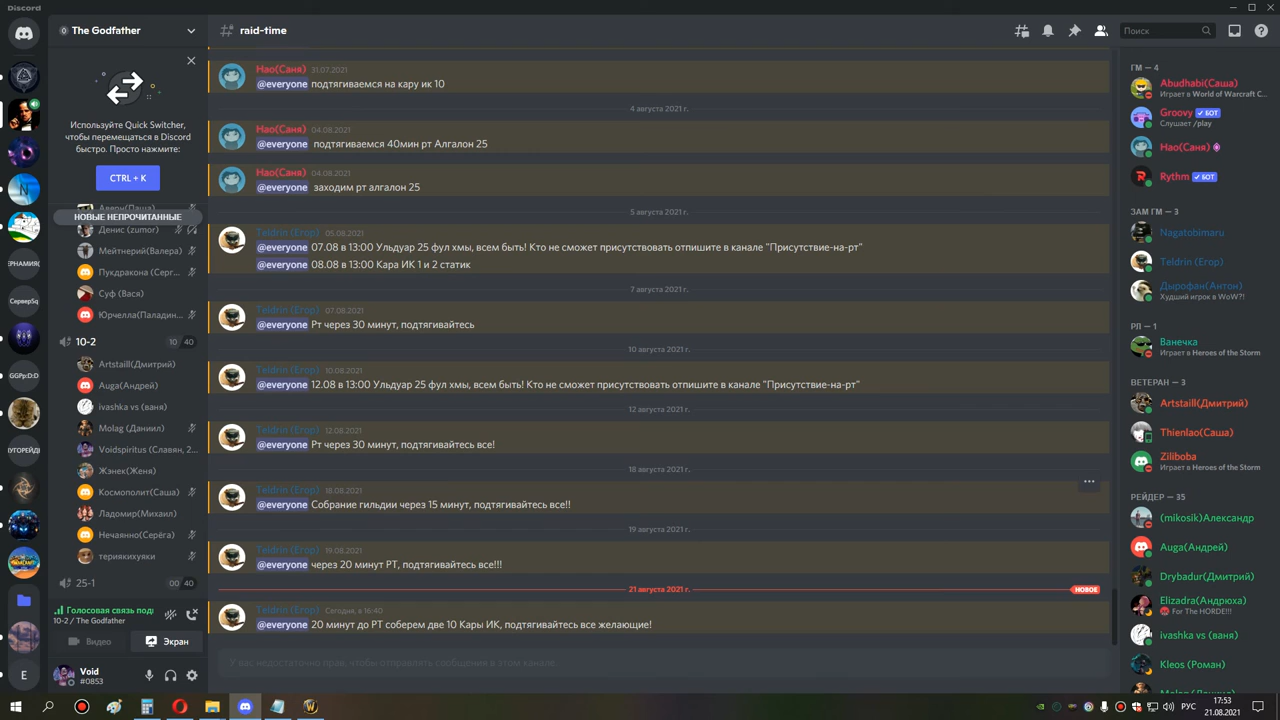 Discord
The Godfather
raid-time
Поиск
Используйте Quick Switcher,
чтобы перемещаться в Discord
быстро. Просто нажмите:
CTRL + K
НОВЫЕ НЕПРОЧИТАННЫЕ
Денис (zumor)
Мейтнерий(Валера)
Пукдракона (Серг...
Суф (Вася)
Юрчелла(Паладин...
10-2
10 40
Artstaill(Дмитрий)
Auga(Андрей)
ivashka vs (ваня)
Molag (Даниил)
Voidspiritus (Славян, 2...
Жэнек(Женя)
Космополит(Саша)
Ладомир(Михаил)
Нечаянно(Серёга)
териякихуяки
25-1
00 40
Голосовая связь под
10-2 / The Godfather
Видео
Экран
Void
#0853
СерверSq
GGPp:D:D
E
Нао(Саня) 31.07.2021
@everyone подтягиваемся на кару ик 10
4 августа 2021 г.
Нао(Саня) 04.08.2021
@everyone подтягиваемся 40мин рт Алгалон 25
Нао(Саня) 04.08.2021
@everyone заходим рт алгалон 25
5 августа 2021 г.
Teldrin (Егор) 05.08.2021
@everyone 07.08 в 13:00 Ульдуар 25 фул хмы, всем быть! Кто не сможет присутствовать отпишите в канале "Присутствие-на-рт"
@everyone 08.08 в 13:00 Кара ИК 1 и 2 статик
7 августа 2021 г.
Teldrin (Егор) 07.08.2021
@everyone Рт через 30 минут, подтягивайтесь
10 августа 2021 г.
Teldrin (Егор) 10.08.2021
@everyone 12.08 в 13:00 Ульдуар 25 фул хмы, всем быть! Кто не сможет присутствовать отпишите в канале "Присутствие-на-рт"
12 августа 2021 г.
Teldrin (Егор) 12.08.2021
@everyone Рт через 30 минут, подтягивайтесь все!
18 августа 2021 г.
Teldrin (Егор) 18.08.2021
@everyone Собрание гильдии через 15 минут, подтягивайтесь все!!
19 августа 2021 г.
Teldrin (Егор) 19.08.2021
@everyone через 20 минут РТ, подтягивайтесь все!!!
21 августа 2021 г.
НОВОЕ
Teldrin (Егор) Сегодня, в 16:40
@everyone 20 минут до РТ соберем две 10 Кары ИК, подтягивайтесь все желающие!
У вас недостаточно прав, чтобы отправлять сообщения в этом канале.
ГМ — 4
Abudhabi(Саша)
Играет в World of Warcraft C...
Groovy ✓ БОТ
Слушает /play
Нао(Саня)
Rythm ✓ БОТ
ЗАМ ГМ — 3
Nagatobimaru
Teldrin (Егор)
Дырофан(Антон)
Худший игрок в WoW?!
РЛ — 1
Ванечка
Играет в Heroes of the Storm
ВЕТЕРАН — 3
Artstaill(Дмитрий)
Thienlao(Саша)
Ziliboba
Играет в Heroes of the Storm
РЕЙДЕР — 35
(mikosik)Александр
Auga(Андрей)
Drybadur(Дмитрий)
Elizadra(Андрюха)
For The HORDE!!!
ivashka vs (ваня)
Kleos (Роман)
РУС
17:53
21.08.2021